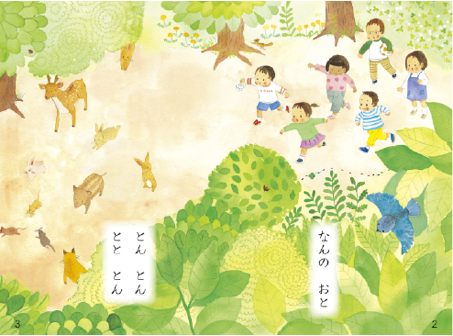 なんの　おと
とん　とん
とと　とん
2
3